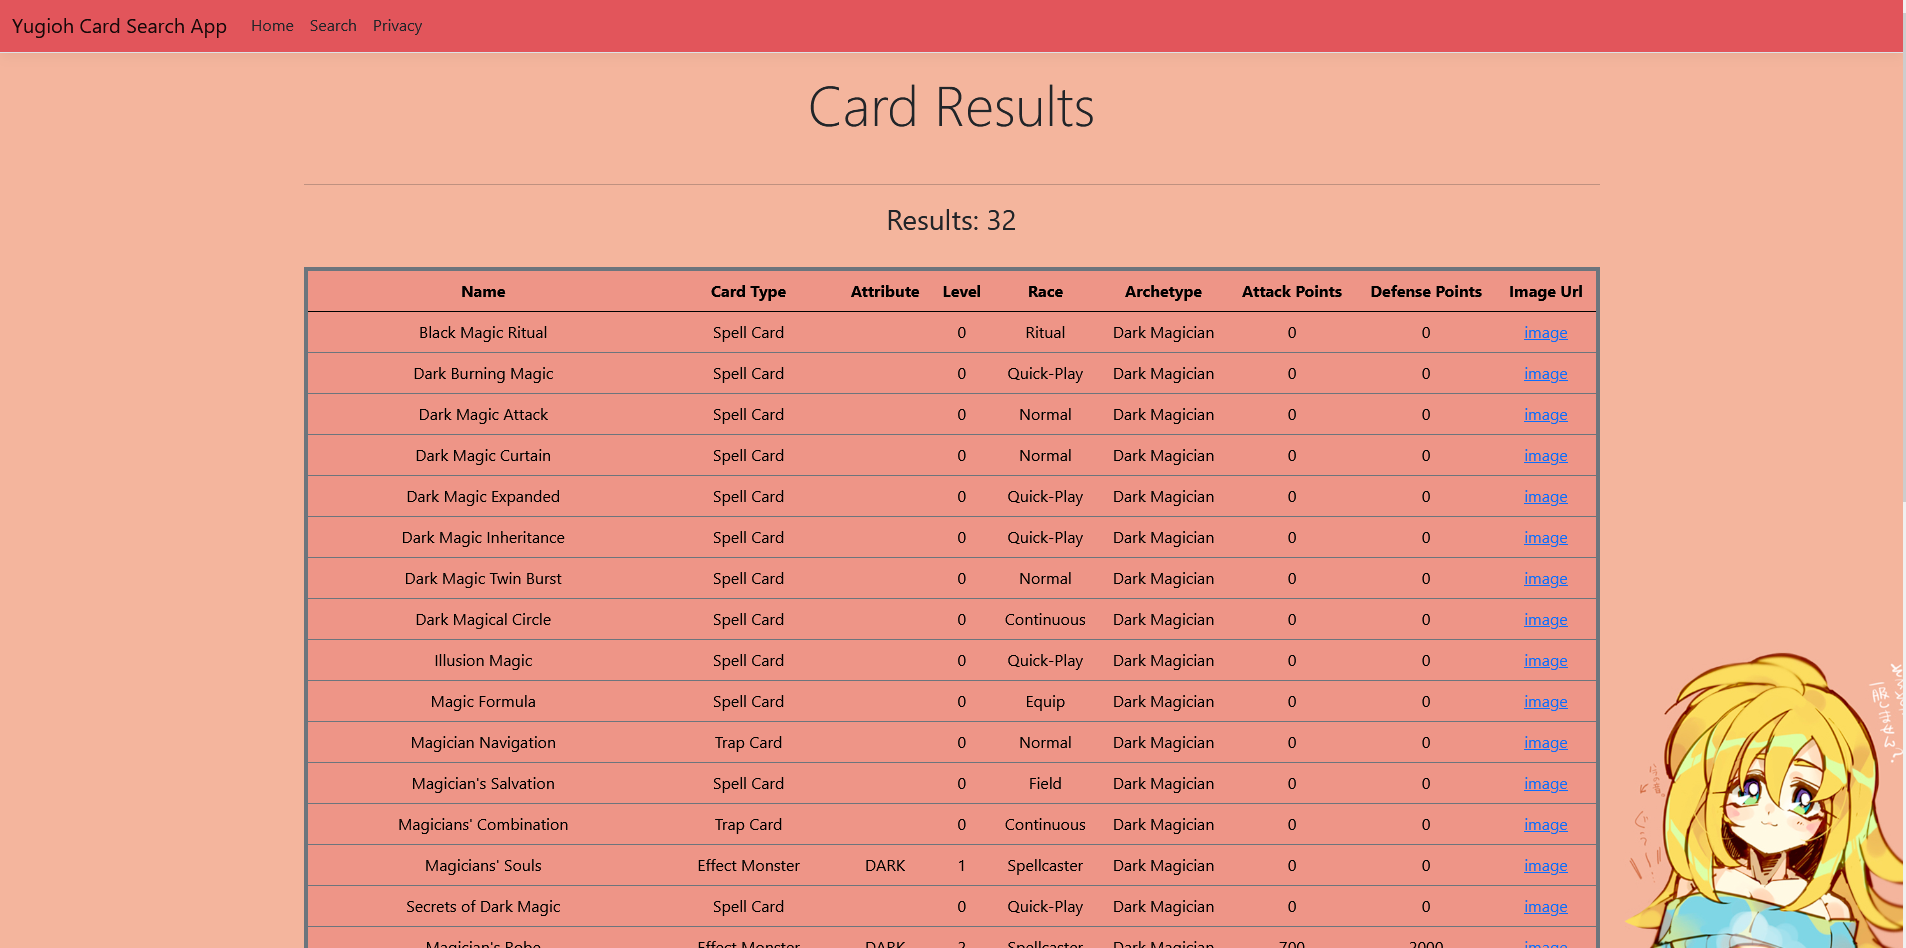 Yugioh Card Search App Home Search Privacy
Card Results
Results: 32
Name Card Type Attribute Level Race Archetype Attack Points Defense Points Image Url
Black Magic Ritual Spell Card 0 Ritual Dark Magician 0 0 image
Dark Burning Magic Spell Card 0 Quick-Play Dark Magician 0 0 image
Dark Magic Attack Spell Card 0 Normal Dark Magician 0 0 image
Dark Magic Curtain Spell Card 0 Normal Dark Magician 0 0 image
Dark Magic Expanded Spell Card 0 Quick-Play Dark Magician 0 0 image
Dark Magic Inheritance Spell Card 0 Quick-Play Dark Magician 0 0 image
Dark Magic Twin Burst Spell Card 0 Normal Dark Magician 0 0 image
Dark Magical Circle Spell Card 0 Continuous Dark Magician 0 0 image
Illusion Magic Spell Card 0 Quick-Play Dark Magician 0 0 image
Magic Formula Spell Card 0 Equip Dark Magician 0 0 image
Magician Navigation Trap Card 0 Normal Dark Magician 0 0 image
Magician's Salvation Spell Card 0 Field Dark Magician 0 0 image
Magicians' Combination Trap Card 0 Continuous Dark Magician 0 0 image
Magicians' Souls Effect Monster DARK 1 Spellcaster Dark Magician 0 0 image
Secrets of Dark Magic Spell Card 0 Quick-Play Dark Magician 0 0 image
Magician's Robe Effect Monster DARK 2 Spellcaster Dark Magician 700 2000 image